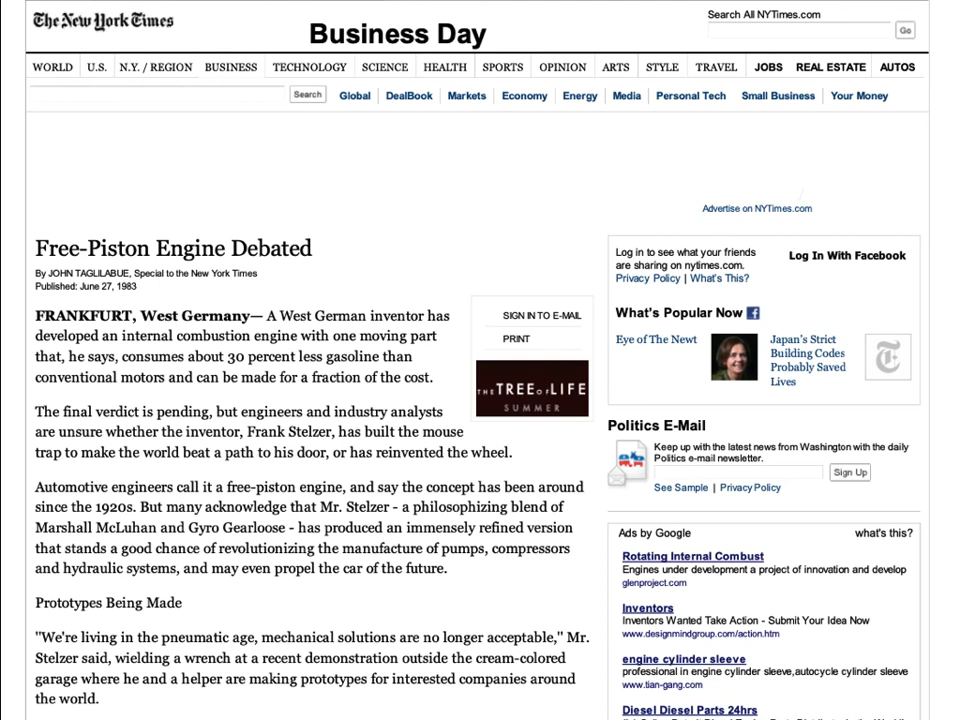 The New York Times
Business Day
Search All NYTimes.com
Go
WORLD U.S. N.Y. / REGION BUSINESS TECHNOLOGY SCIENCE HEALTH SPORTS OPINION ARTS STYLE TRAVEL JOBS REAL ESTATE AUTOS
Search Global DealBook Markets Economy Energy Media Personal Tech Small Business Your Money
Advertise on NYTimes.com
Free-Piston Engine Debated
By JOHN TAGLILABUE, Special to the New York Times
Published: June 27, 1983
FRANKFURT, West Germany— A West German inventor has
developed an internal combustion engine with one moving part
that, he says, consumes about 30 percent less gasoline than
conventional motors and can be made for a fraction of the cost.
The final verdict is pending, but engineers and industry analysts
are unsure whether the inventor, Frank Stelzer, has built the mouse
trap to make the world beat a path to his door, or has reinvented the wheel.
Automotive engineers call it a free-piston engine, and say the concept has been around
since the 1920s. But many acknowledge that Mr. Stelzer - a philosophizing blend of
Marshall McLuhan and Gyro Gearloose - has produced an immensely refined version
that stands a good chance of revolutionizing the manufacture of pumps, compressors
and hydraulic systems, and may even propel the car of the future.
Prototypes Being Made
"We're living in the pneumatic age, mechanical solutions are no longer acceptable," Mr.
Stelzer said, wielding a wrench at a recent demonstration outside the cream-colored
garage where he and a helper are making prototypes for interested companies around
the world.
SIGN IN TO E-MAIL
PRINT
THE TREE OF LIFE
SUMMER
Log in to see what your friends
are sharing on nytimes.com.
Privacy Policy | What's This?
Log In With Facebook
What's Popular Now
Eye of The Newt
Japan's Strict
Building Codes
Probably Saved
Lives
Politics E-Mail
Keep up with the latest news from Washington with the daily
Politics e-mail newsletter.
Sign Up
See Sample | Privacy Policy
Ads by Google what's this?
Rotating Internal Combust
Engines under development a project of innovation and develop
glenproject.com
Inventors
Inventors Wanted Take Action - Submit Your Idea Now
www.designmindgroup.com/action.htm
engine cylinder sleeve
professional in engine cylinder sleeve,autocycle cylinder sleeve
www.tian-gang.com
Diesel Diesel Parts 24hrs